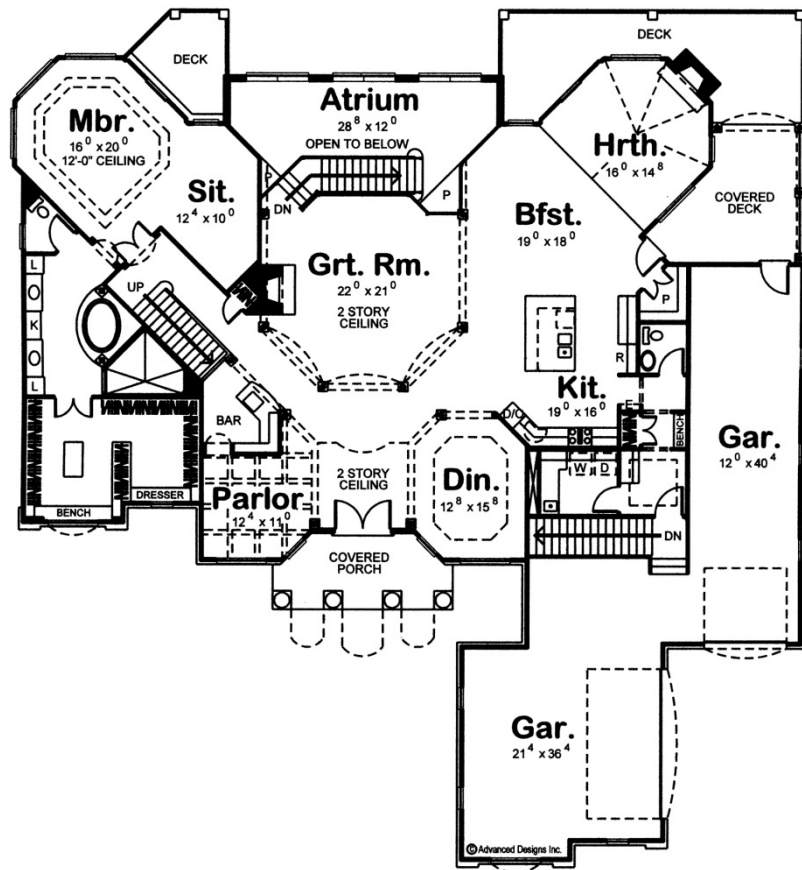 DECK
DECK
Atrium
28⁸ x 12⁰
OPEN TO BELOW
Mbr.
16⁰ x 20⁰
12'-0" CEILING
Hrth.
16⁰ x 14⁸
Sit.
12⁴ x 10⁰
P
DN
P
COVERED
DECK
Bfst.
19⁰ x 18⁰
Grt. Rm.
22⁰ x 21⁰
2 STORY
CEILING
L
UP
K
L
P
R
Kit.
19⁰ x 16⁰
D/O
E
BENCH
BAR
Gar.
12⁰ x 40⁴
2 STORY
CEILING
Din.
12⁸ x 15⁸
W
D
Parlor
12⁴ x 11⁰
DRESSER
BENCH
DN
COVERED
PORCH
Gar.
21⁴ x 36⁴
© Advanced Designs Inc.